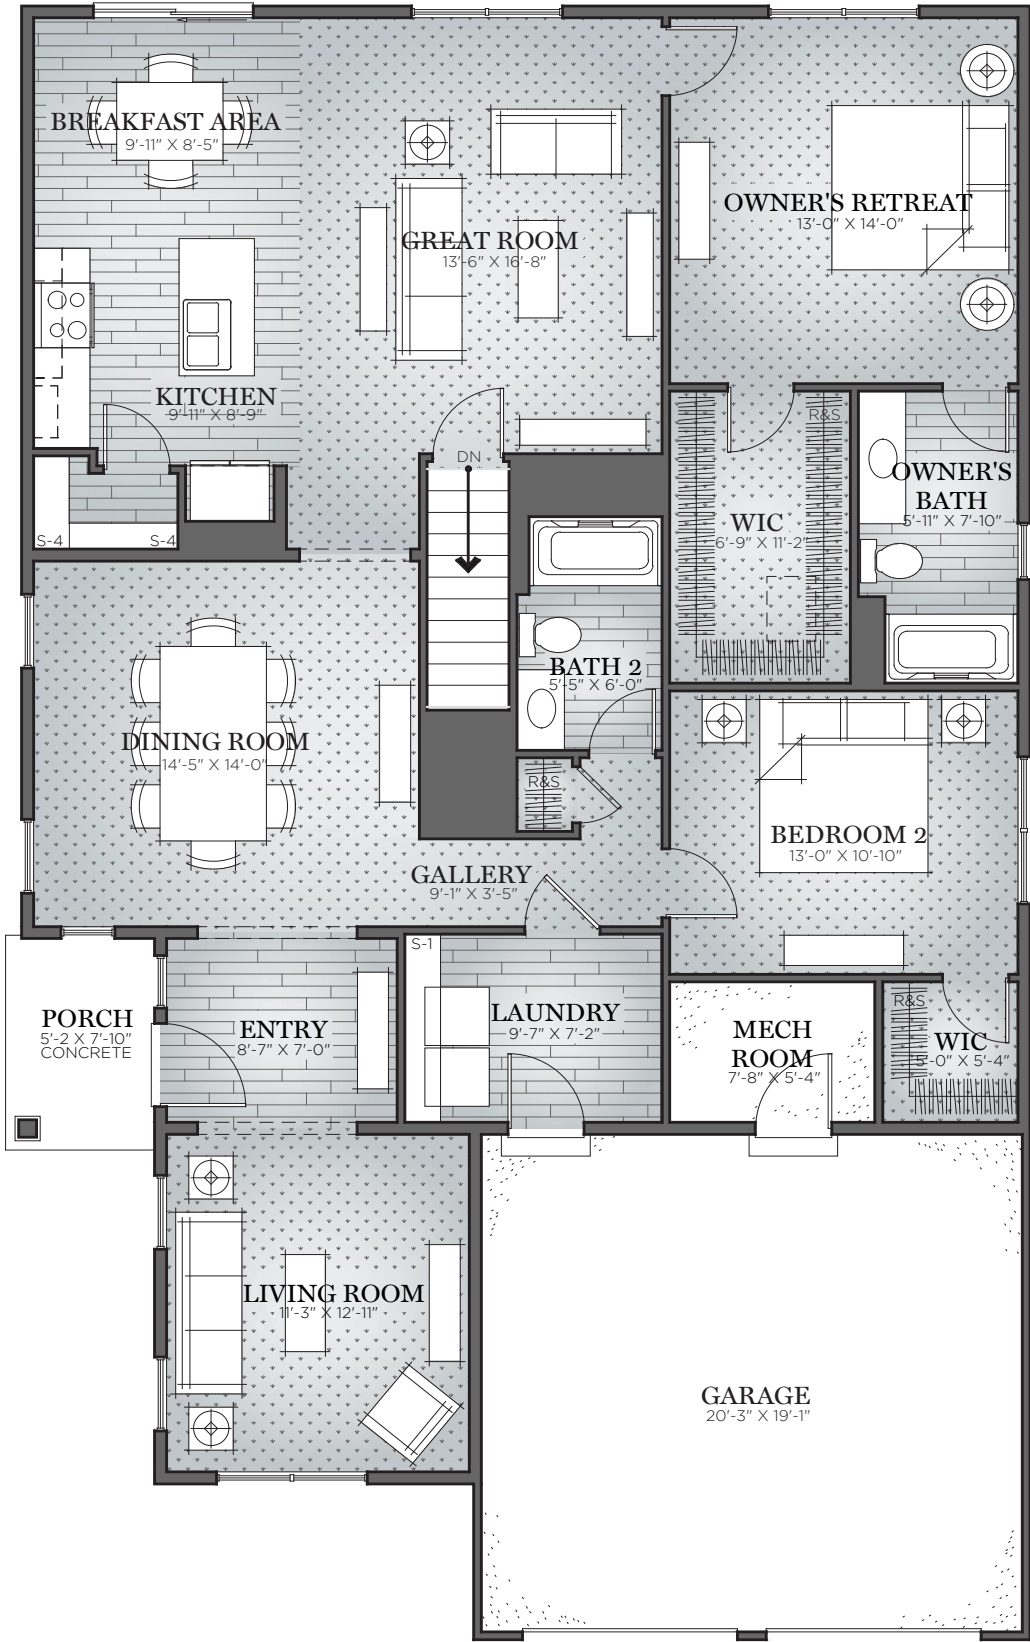 BREAKFAST AREA
9'-11" X 8'-5"
GREAT ROOM
13'-6" X 16'-8"
OWNER'S RETREAT
13'-0" X 14'-0"
KITCHEN
9'-11" X 8'-9"
R&S
DN
OWNER'S
BATH
5'-11" X 7'-10"
WIC
6'-9" X 11'-2"
S-4
S-4
BATH 2
5'-5" X 6'-0"
DINING ROOM
14'-5" X 14'-0"
R&S
BEDROOM 2
13'-0" X 10'-10"
GALLERY
9'-1" X 3'-5"
S-1
R&S
PORCH
5'-2 X 7'-10"
CONCRETE
ENTRY
8'-7" X 7'-0"
LAUNDRY
9'-7" X 7'-2"
MECH
ROOM
7'-8" X 5'-4"
WIC
5'-0" X 5'-4"
LIVING ROOM
11'-3" X 12'-11"
GARAGE
20'-3" X 19'-1"